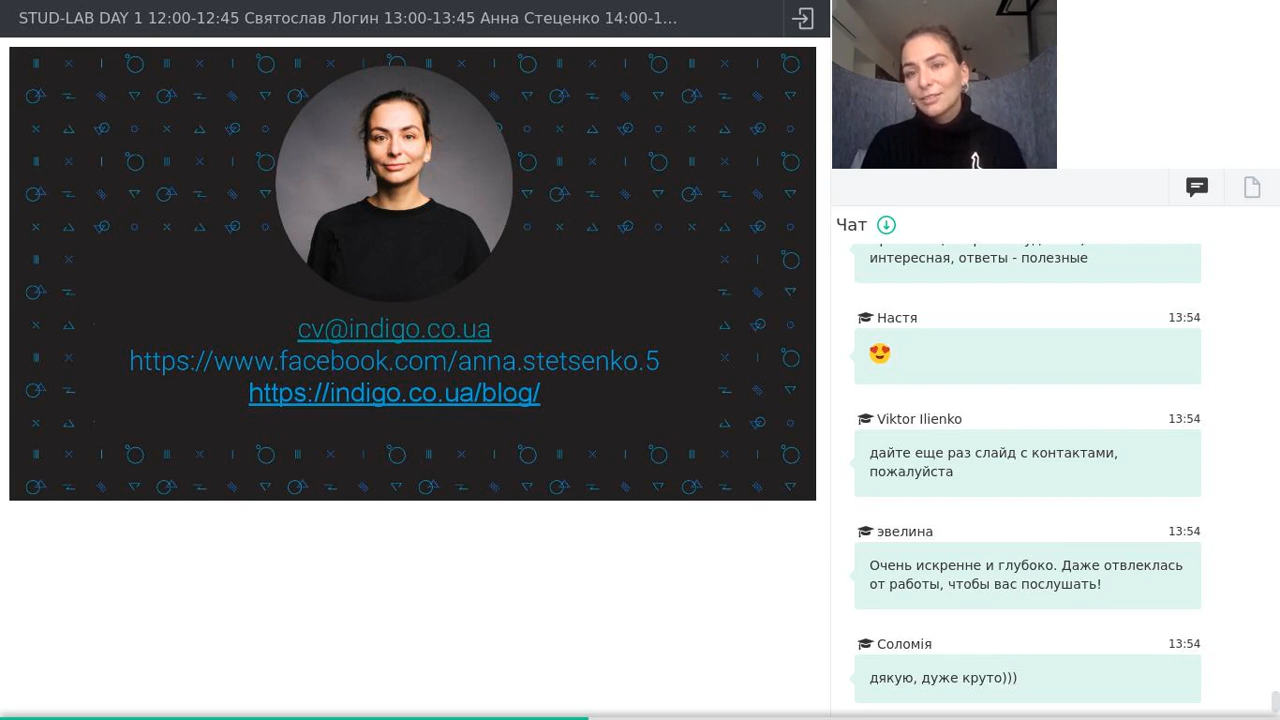 STUD-LAB DAY 1 12:00-12:45 Святослав Логин 13:00-13:45 Анна Стеценко 14:00-1...
cv@indigo.co.ua
https://www.facebook.com/anna.stetsenko.5
https://indigo.co.ua/blog/
Чат
интересная, ответы - полезные
Настя 13:54
Viktor Ilienko 13:54
дайте еще раз слайд с контактами,
пожалуйста
эвелина 13:54
Очень искренне и глубоко. Даже отвлеклась
от работы, чтобы вас послушать!
Соломія 13:54
дякую, дуже круто)))